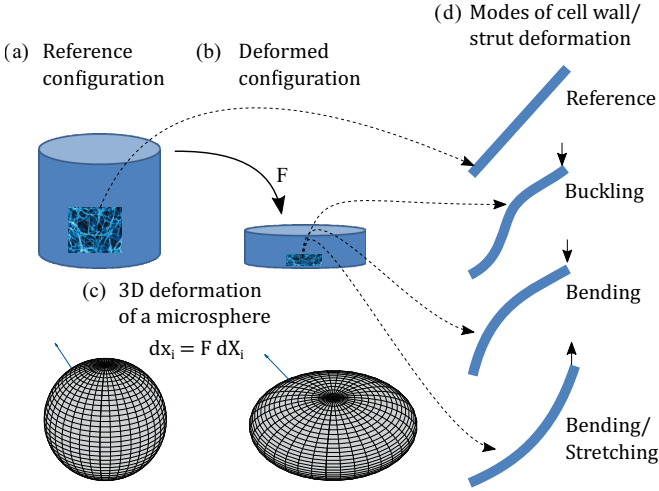 (a) Reference
configuration
(b) Deformed
configuration
F
(c) 3D deformation
of a microsphere
dxᵢ = F dXᵢ
(d) Modes of cell wall/
strut deformation
Reference
Buckling
Bending
Bending/
Stretching